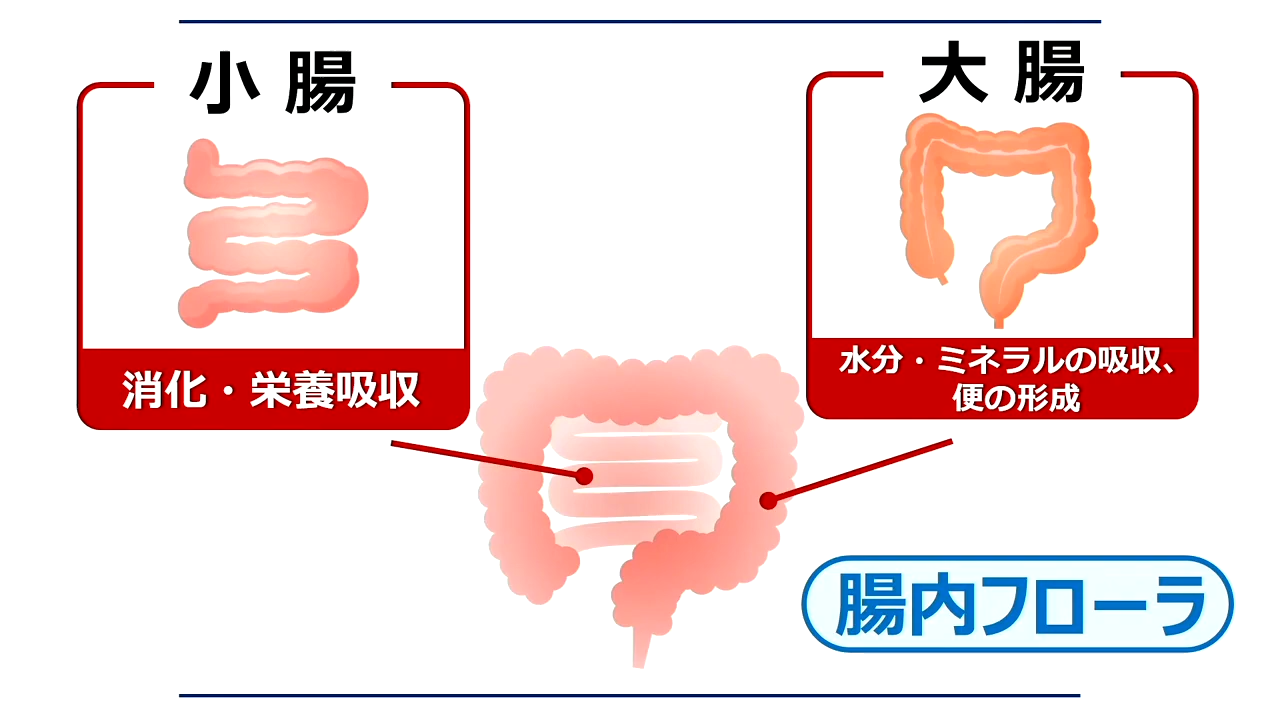 小腸
消化・栄養吸収
大腸
水分・ミネラルの吸収、
便の形成
腸内フローラ